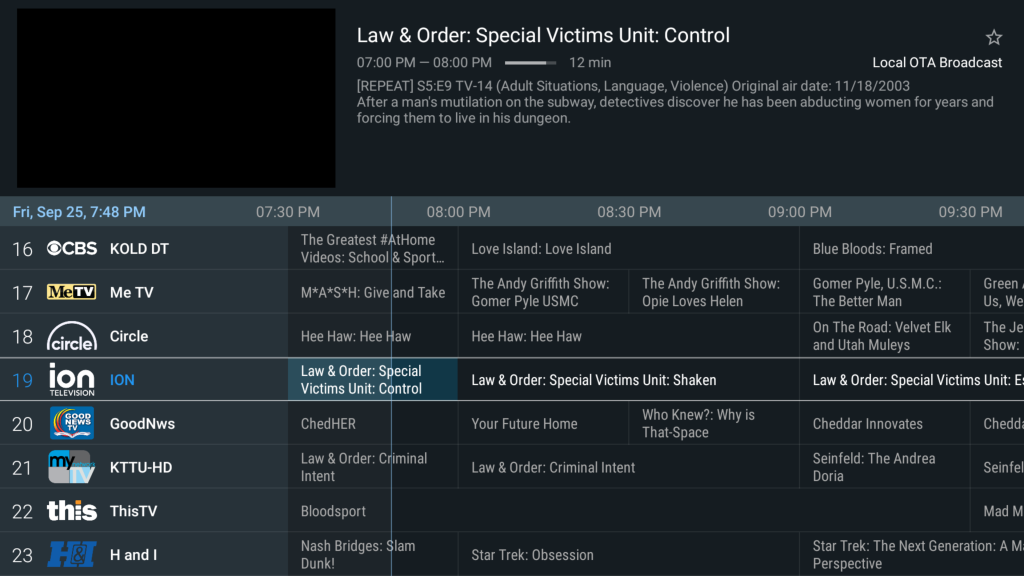 Law & Order: Special Victims Unit: Control
07:00 PM — 08:00 PM 12 min Local OTA Broadcast
[REPEAT] S5:E9 TV-14 (Adult Situations, Language, Violence) Original air date: 11/18/2003
After a man's mutilation on the subway, detectives discover he has been abducting women for years and
forcing them to live in his dungeon.
Fri, Sep 25, 7:48 PM 07:30 PM 08:00 PM 08:30 PM 09:00 PM 09:30 PM
16 CBS KOLD DT
The Greatest #AtHome
Videos: School & Sport...
Love Island: Love Island
Blue Bloods: Framed
17 MeTV Me TV
M*A*S*H: Give and Take
The Andy Griffith Show:
Gomer Pyle USMC
The Andy Griffith Show:
Opie Loves Helen
Gomer Pyle, U.S.M.C.:
The Better Man
Green
Us, We
18 circle Circle
Hee Haw: Hee Haw
Hee Haw: Hee Haw
On The Road: Velvet Elk
and Utah Muleys
The Je
Show:
19 ion TELEVISION ION
Law & Order: Special
Victims Unit: Control
Law & Order: Special Victims Unit: Shaken
Law & Order: Special Victims Unit: Es
20 GOOD NEWS TV GoodNws
ChedHER
Your Future Home
Who Knew?: Why is
That-Space
Cheddar Innovates
Chedda
21 my TV KTTU-HD
Law & Order: Criminal
Intent
Law & Order: Criminal Intent
Seinfeld: The Andrea
Doria
Seinfel
22 this ThisTV
Bloodsport
Mad M
23 H&I H and I
Nash Bridges: Slam
Dunk!
Star Trek: Obsession
Star Trek: The Next Generation: A Ma
Perspective